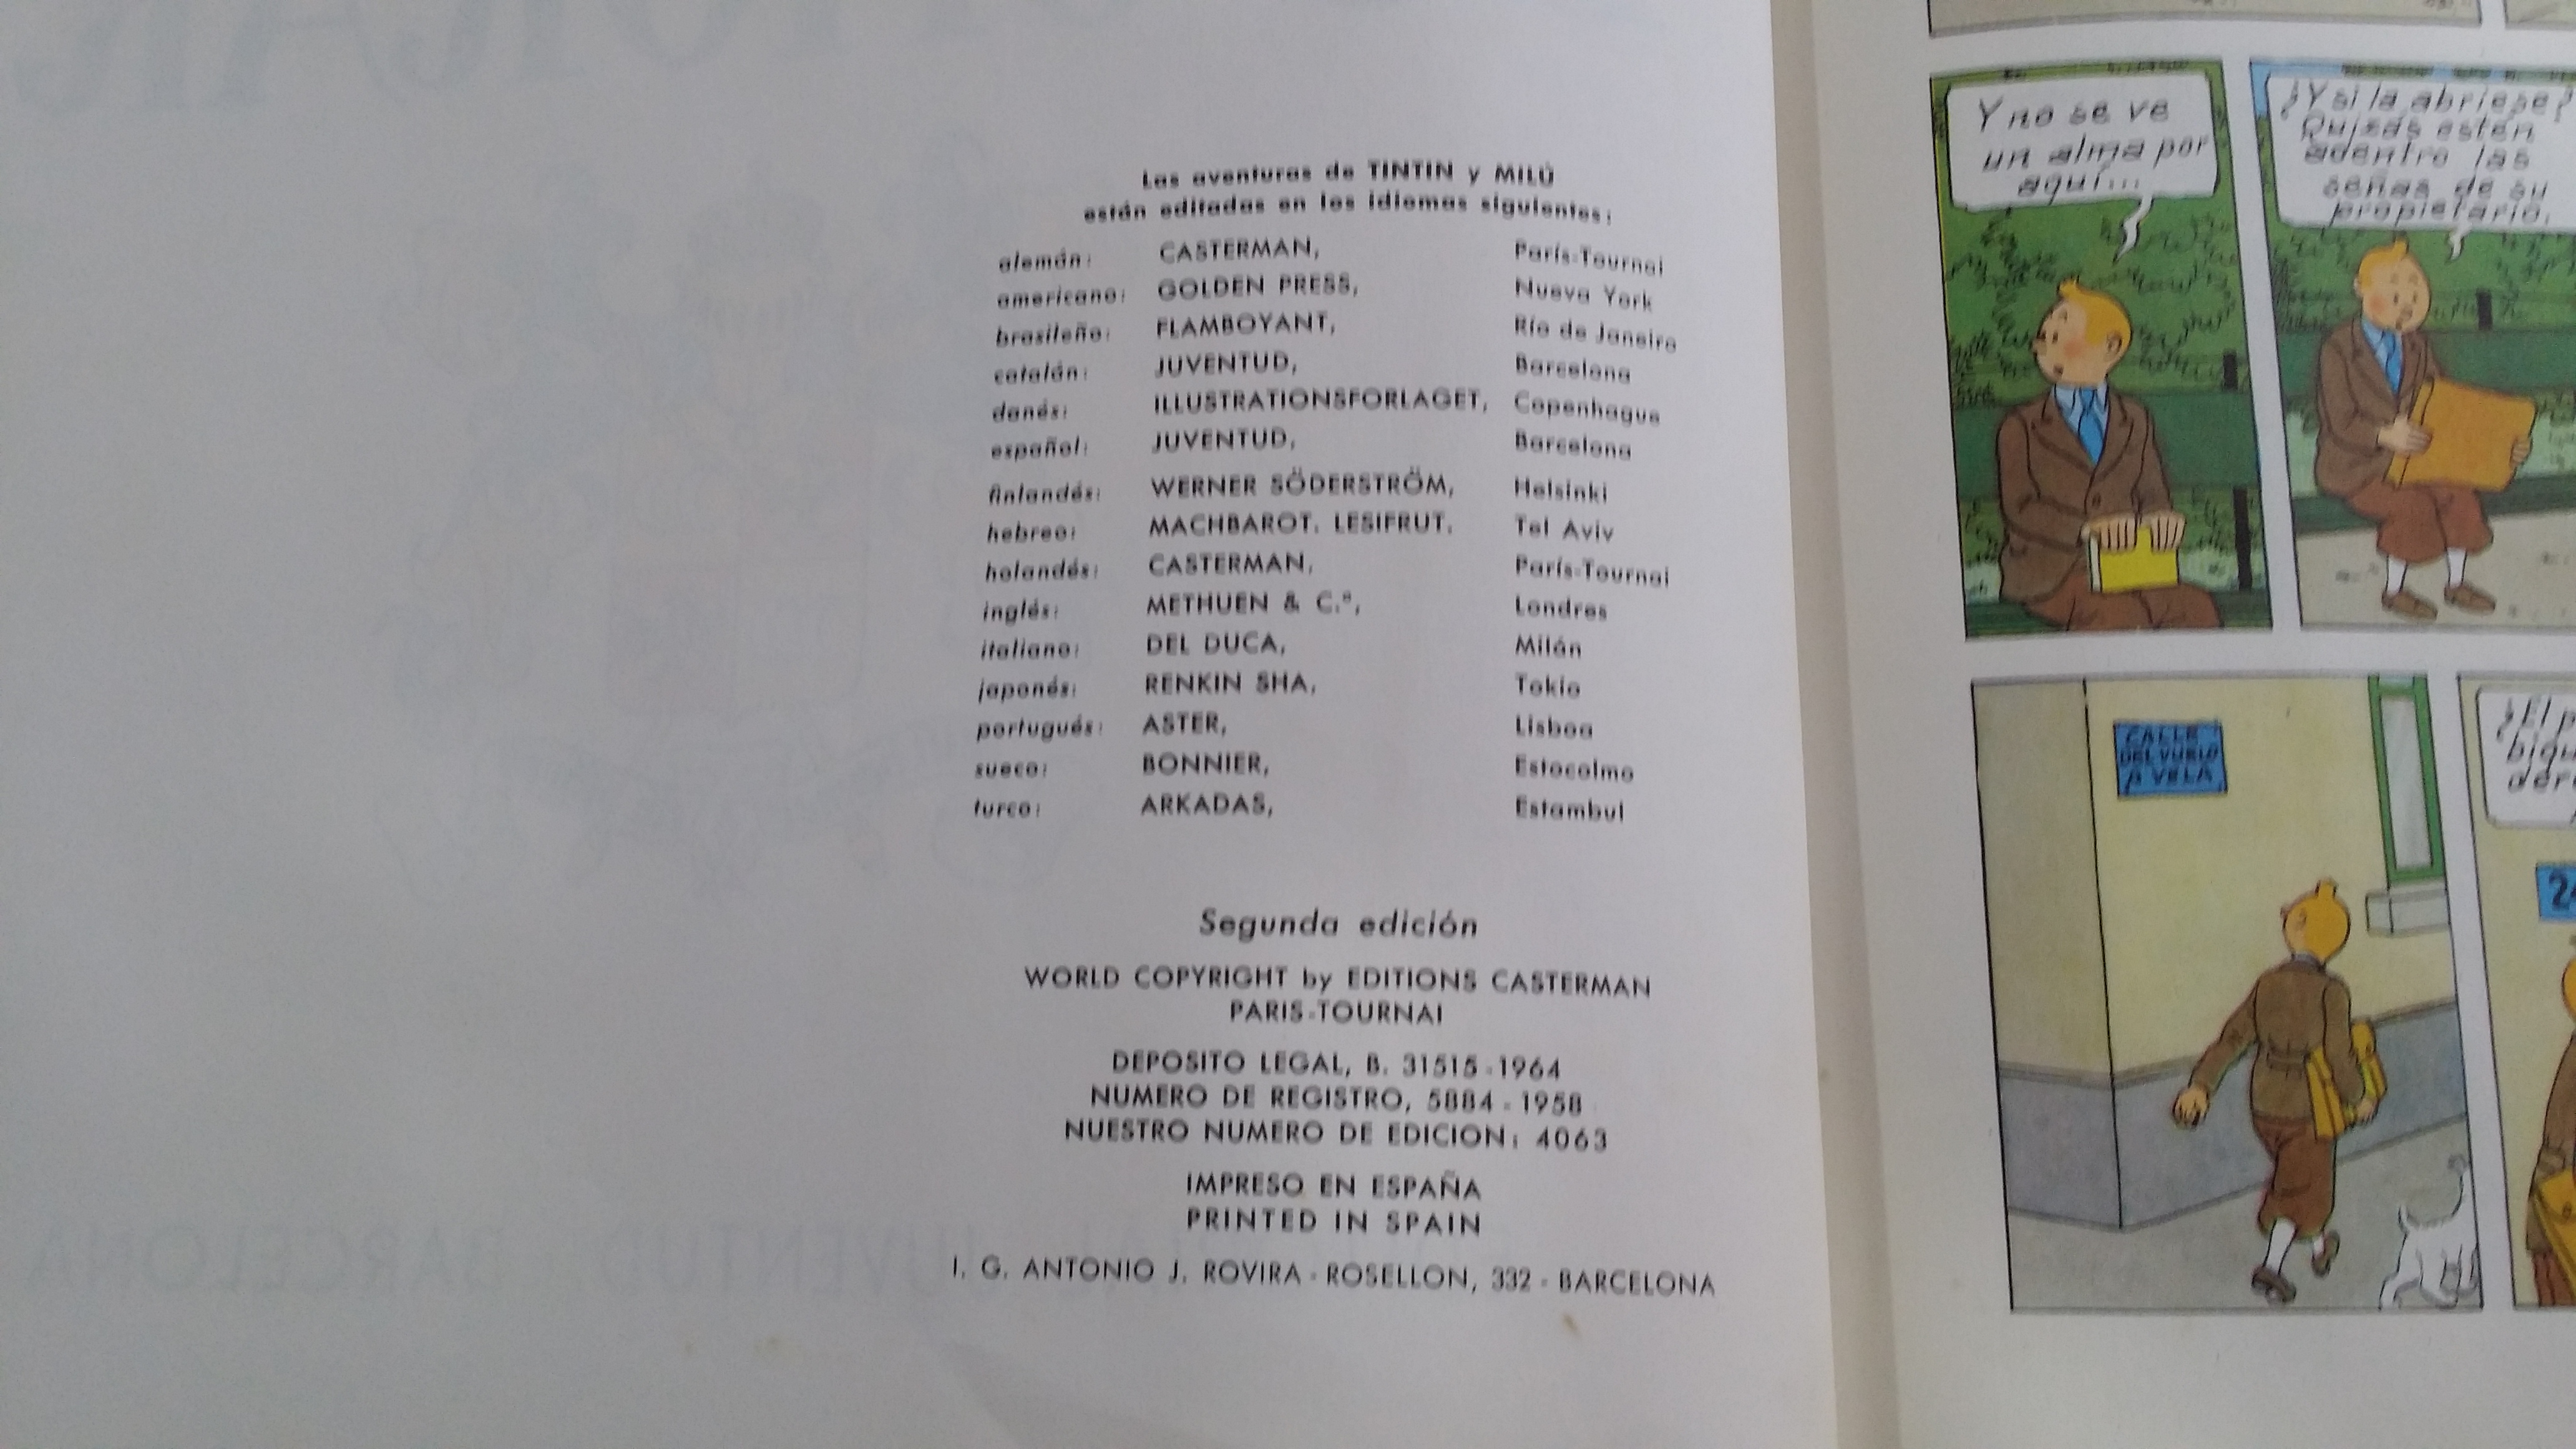 Las aventuras de TINTIN y MILÚ
están editadas en los idiomas siguientes:
alemán: CASTERMAN, París-Tournai
americano: GOLDEN PRESS, Nueva York
brasileño: FLAMBOYANT, Río de Janeiro
catalán: JUVENTUD, Barcelona
danés: ILLUSTRATIONSFORLAGET, Copenhague
español: JUVENTUD, Barcelona
finlandés: WERNER SÖDERSTRÖM, Helsinki
hebreo: MACHBAROT. LESIFRUT. Tel Aviv
holandés: CASTERMAN, París-Tournai
inglés: METHUEN & C.º, Londres
italiano: DEL DUCA, Milán
japonés: RENKIN SHA, Tokio
portugués: ASTER, Lisboa
sueco: BONNIER, Estocolmo
turco: ARKADAS, Estambul
Segunda edición
WORLD COPYRIGHT by EDITIONS CASTERMAN
PARIS-TOURNAI
DEPOSITO LEGAL, B. 31515-1964
NUMERO DE REGISTRO, 5884-1958
NUESTRO NUMERO DE EDICION: 4063
IMPRESO EN ESPAÑA
PRINTED IN SPAIN
I. G. ANTONIO J. ROVIRA - ROSELLON, 332 - BARCELONA
JUVENTUD BARCELONA
Y no se ve
un alma por
aquí...
¿Y si la abriese?
Quizás estén
adentro las
señas de su
propietario.
CALLE
DEL VUELO
A VELA
¿El